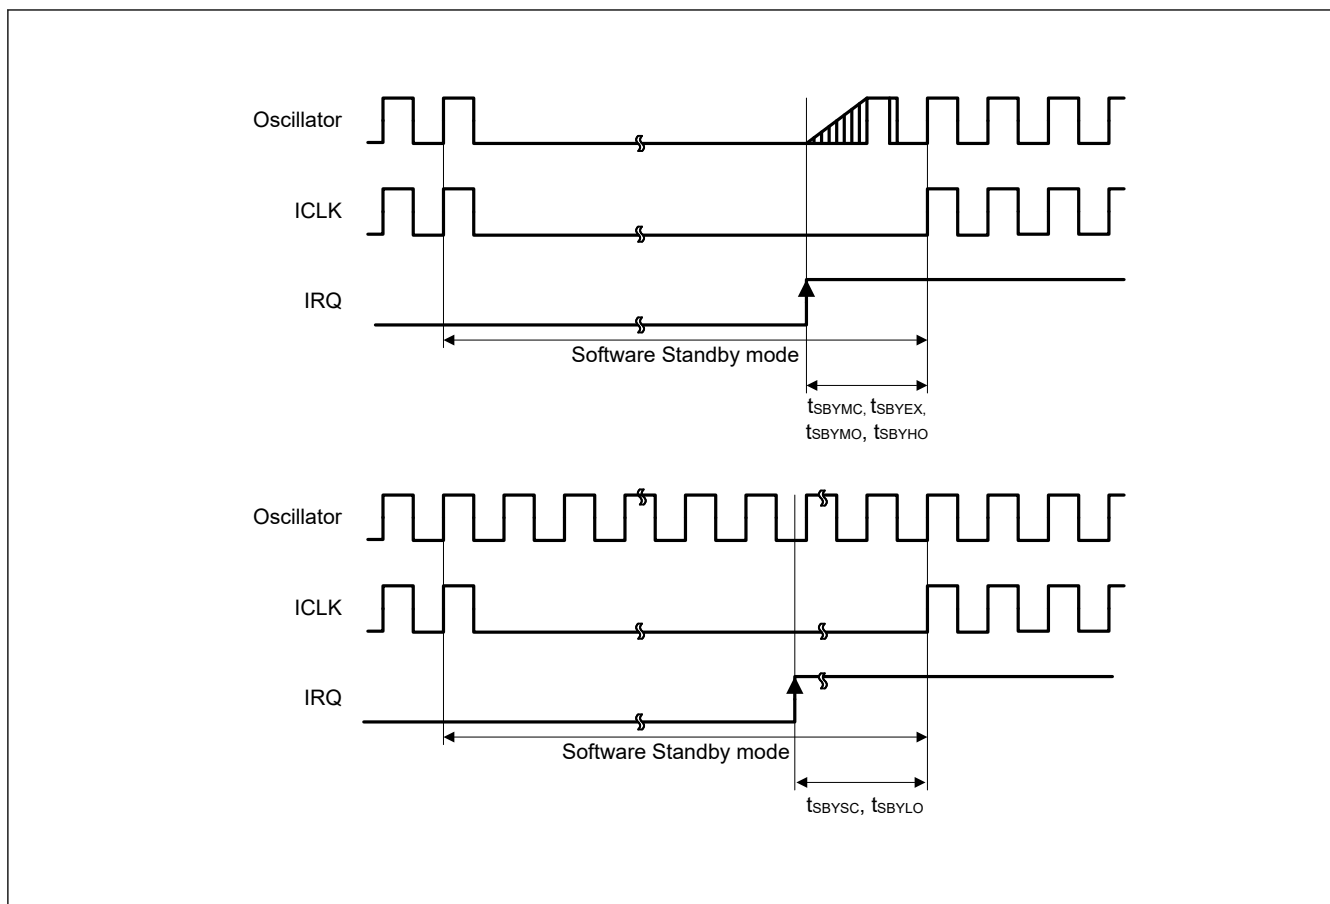 Oscillator
ICLK
IRQ
Software Standby mode
tSBYMC, tSBYEX,
tSBYMO, tSBYHO
Oscillator
ICLK
IRQ
Software Standby mode
tSBYSC, tSBYLO